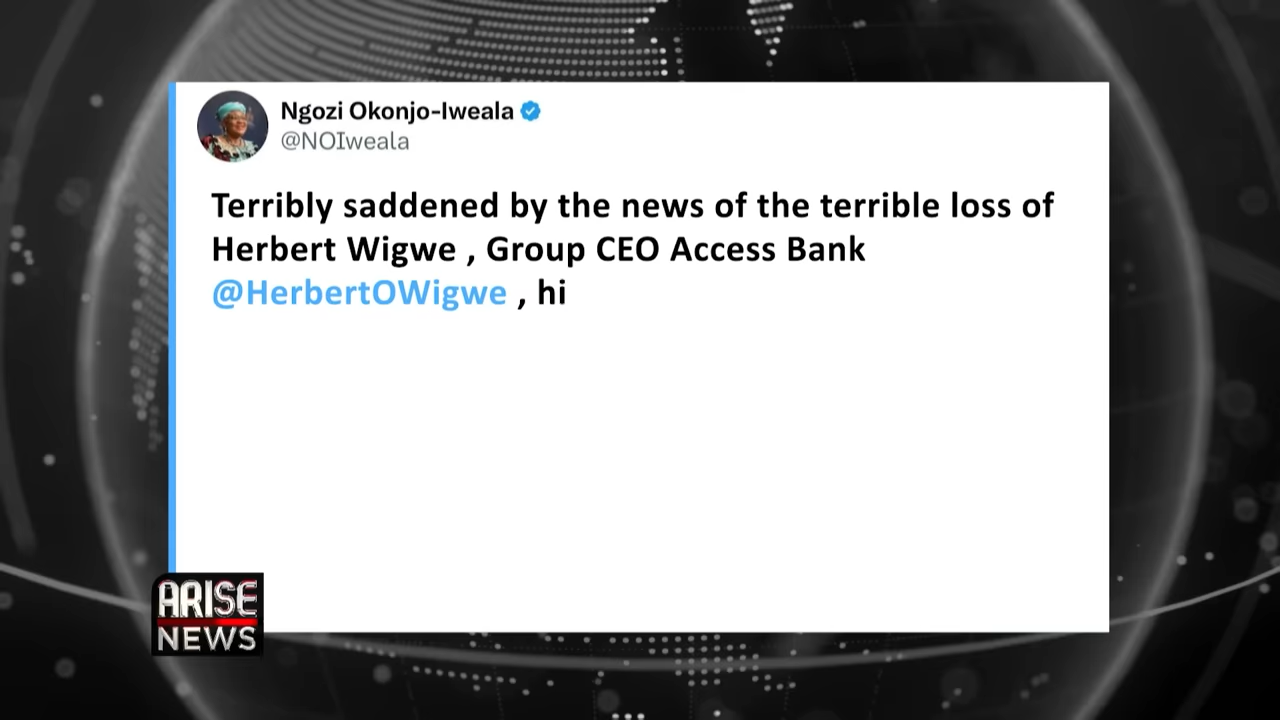 Ngozi Okonjo-Iweala
@NOIweala
Terribly saddened by the news of the terrible loss of
Herbert Wigwe , Group CEO Access Bank
@HerbertOWigwe , hi
ARISE
NEWS